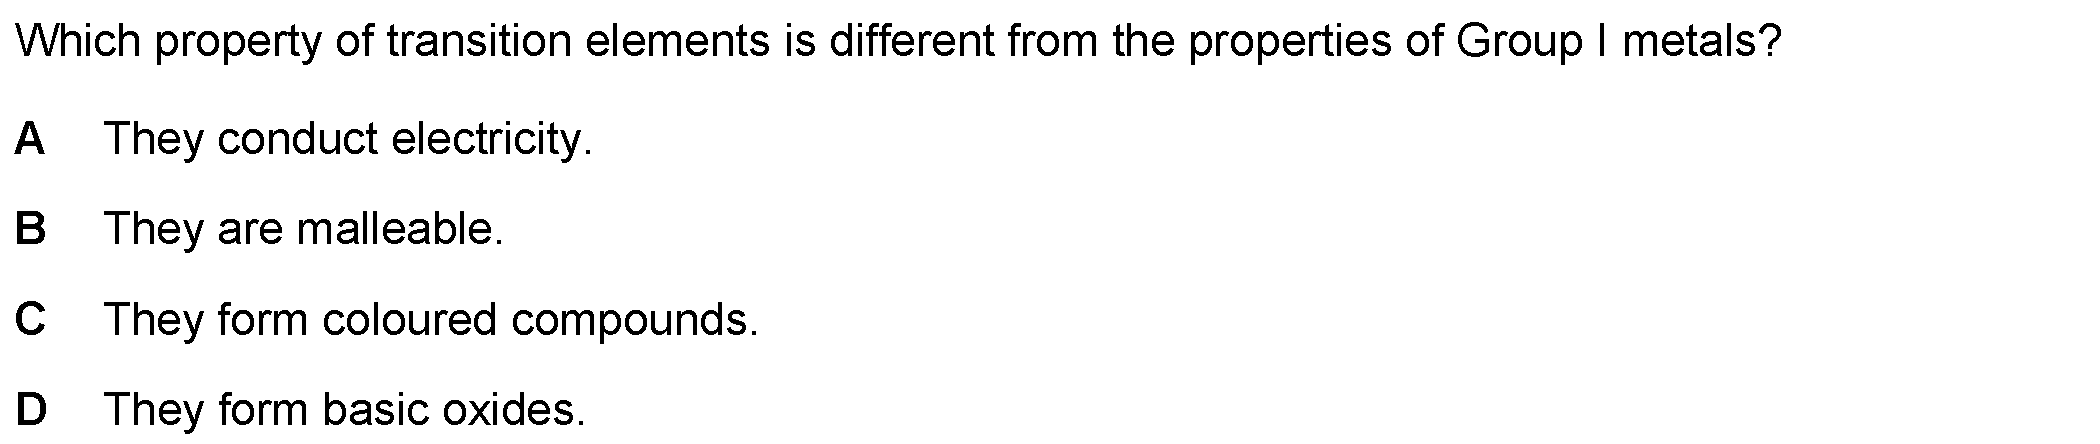 Which property of transition elements is different from the properties of Group I metals?
A They conduct electricity.
B They are malleable.
C They form coloured compounds.
D They form basic oxides.